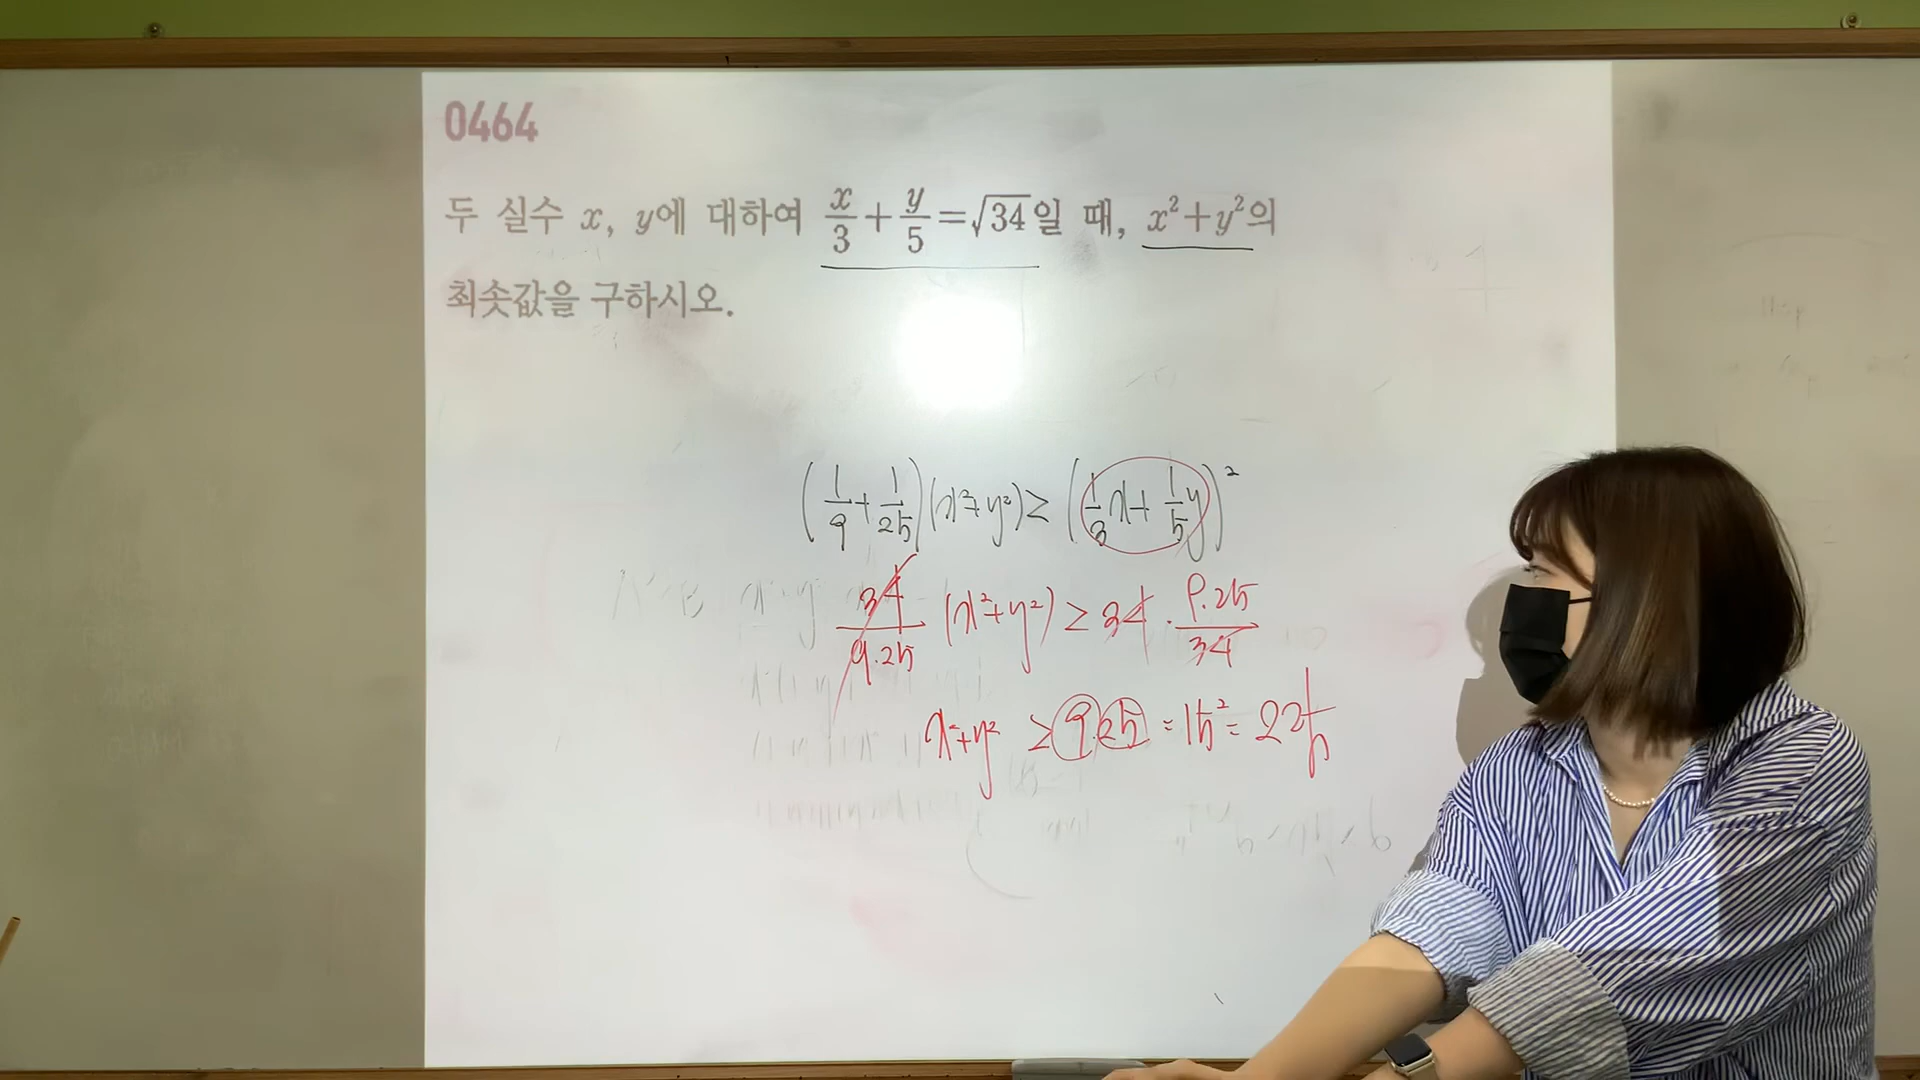 0464
두 실수 x, y에 대하여 x/3 + y/5 = √34일 때, x²+y²의
최솟값을 구하시오.
(1/9 + 1/25)(x²+y²) ≥ (1/3 x + 1/5 y)²
34/9·25 (x²+y²) ≥ 34 · 9·25/34
x²+y² ≥ 9·25 = 15² = 225